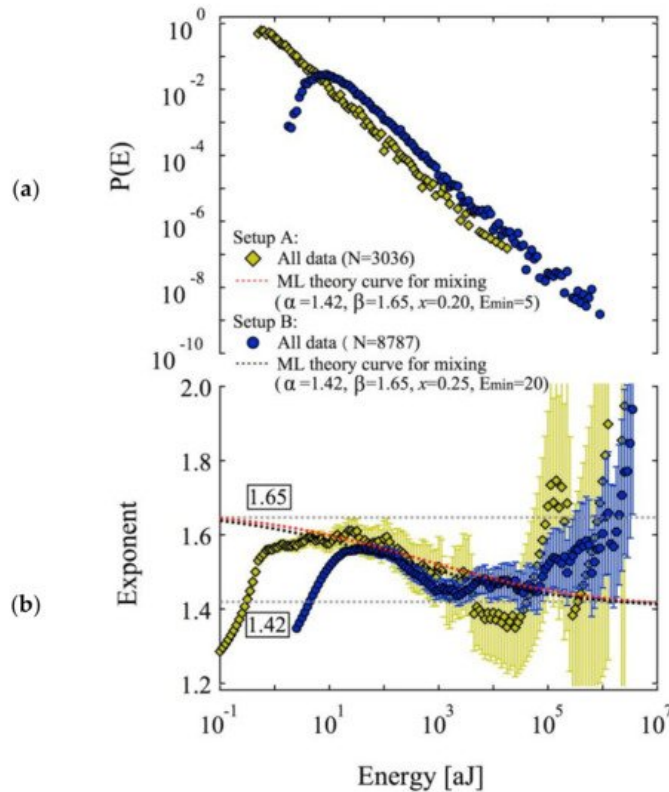 (a)
P(E)
10^0
10^-2
10^-4
10^-6
10^-8
10^-10
Setup A:
All data (N=3036)
ML theory curve for mixing
( α=1.42, β=1.65, x=0.20, Emin=5)
Setup B:
All data ( N=8787)
ML theory curve for mixing
(α=1.42, β=1.65, x=0.25, Emin=20)
(b)
Exponent
2.0
1.8
1.6
1.4
1.2
1.65
1.42
10^-1 10^1 10^3 10^5 10^7
Energy [aJ]